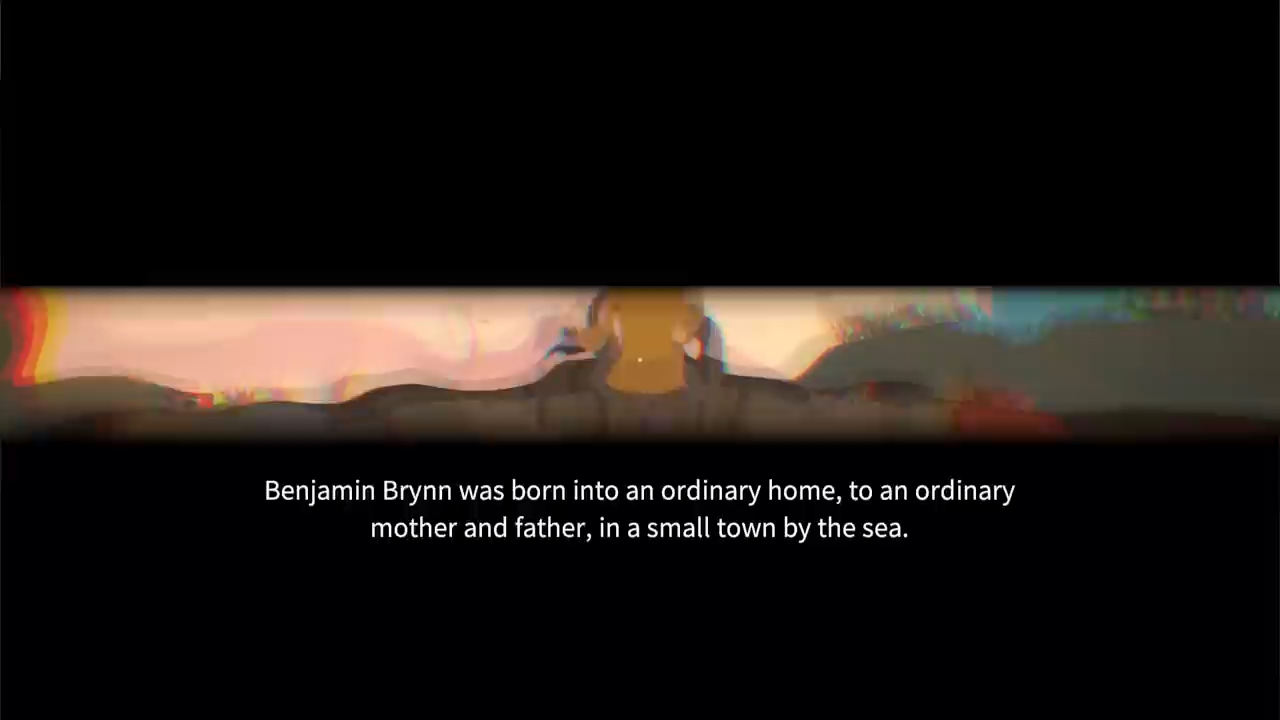 Benjamin Brynn was born into an ordinary home, to an ordinary
mother and father, in a small town by the sea.